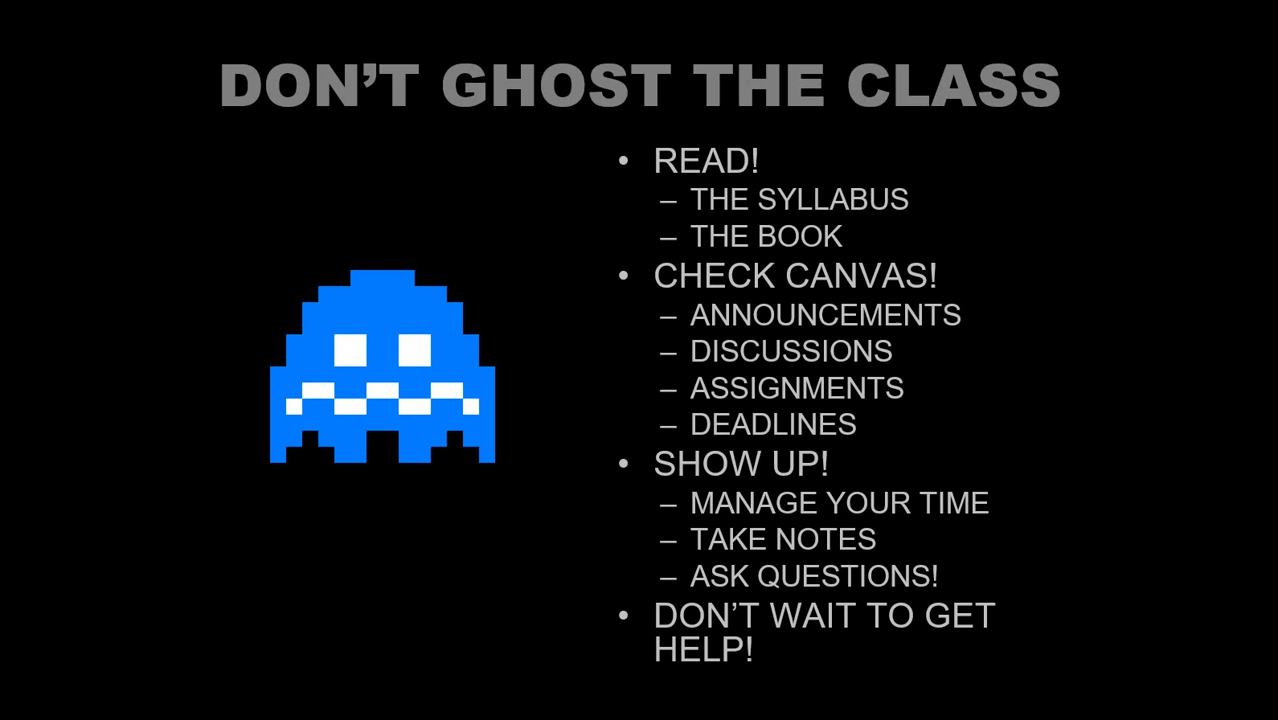 DON’T GHOST THE CLASS
• READ!
– THE SYLLABUS
– THE BOOK
• CHECK CANVAS!
– ANNOUNCEMENTS
– DISCUSSIONS
– ASSIGNMENTS
– DEADLINES
• SHOW UP!
– MANAGE YOUR TIME
– TAKE NOTES
– ASK QUESTIONS!
• DON’T WAIT TO GET
HELP!